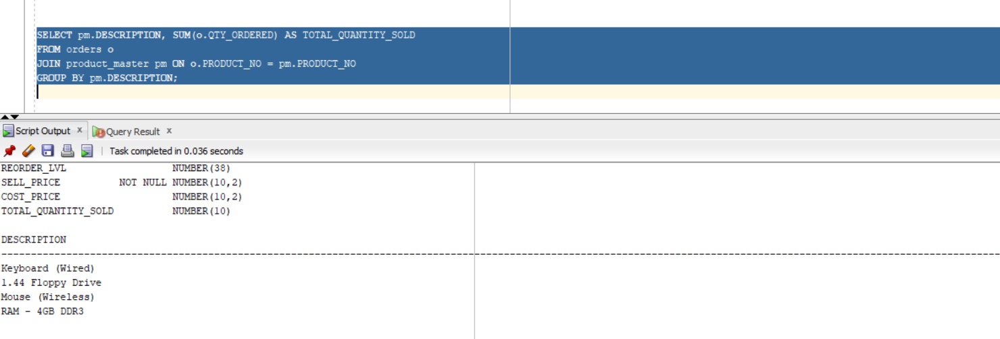 SELECT pm.DESCRIPTION, SUM(o.QTY_ORDERED) AS TOTAL_QUANTITY_SOLD
FROM orders o
JOIN product_master pm ON o.PRODUCT_NO = pm.PRODUCT_NO
GROUP BY pm.DESCRIPTION;
Script Output x Query Result x
Task completed in 0.036 seconds
REORDER_LVL NUMBER(38)
SELL_PRICE NOT NULL NUMBER(10,2)
COST_PRICE NUMBER(10,2)
TOTAL_QUANTITY_SOLD NUMBER(10)
DESCRIPTION
Keyboard (Wired)
1.44 Floppy Drive
Mouse (Wireless)
RAM - 4GB DDR3